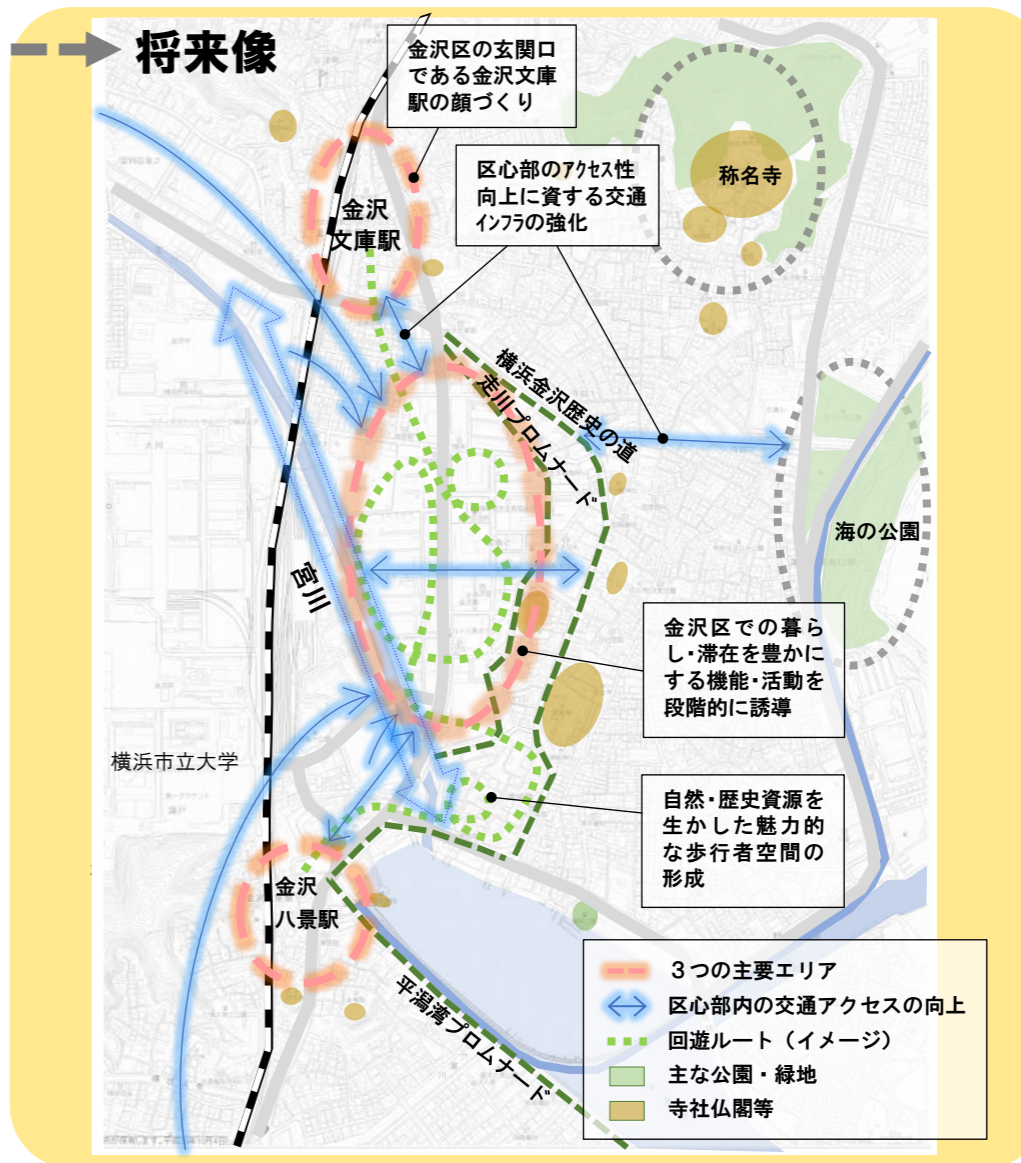 将来像
金沢区の玄関口
である金沢文庫
駅の顔づくり
区心部のアクセス性
向上に資する交通
インフラの強化
称名寺
金沢
文庫駅
横浜金沢歴史の道
走川プロムナード
海の公園
宮川
金沢区での暮ら
し・滞在を豊かに
する機能・活動を
段階的に誘導
横浜市立大学
自然・歴史資源を
生かした魅力的
な歩行者空間の
形成
金沢
八景駅
平潟湾プロムナード
3つの主要エリア
区心部内の交通アクセスの向上
回遊ルート（イメージ）
主な公園・緑地
寺社仏閣等